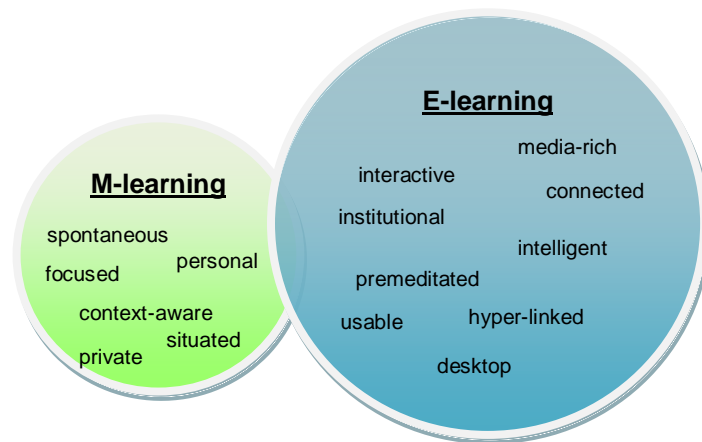 M-learning
spontaneous
personal
focused
context-aware
situated
private
E-learning
media-rich
interactive
connected
institutional
intelligent
premeditated
usable
hyper-linked
desktop